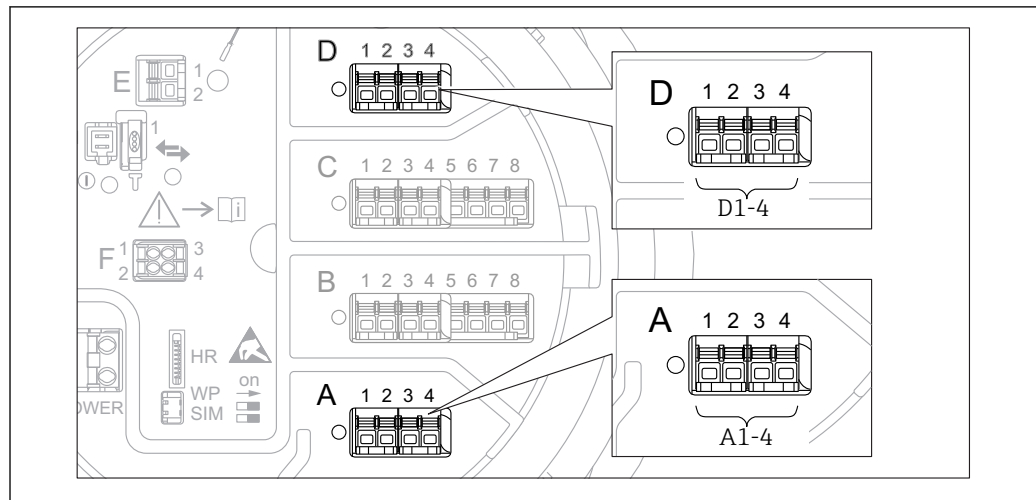 D 1 2 3 4
E 1
2
D 1 2 3 4
D1-4
1
C 1 2 3 4 5 6 7 8
i
F 1 3
2 4
B 1 2 3 4 5 6 7 8
A 1 2 3 4
A1-4
HR
WP on
SIM
OWER
A 1 2 3 4